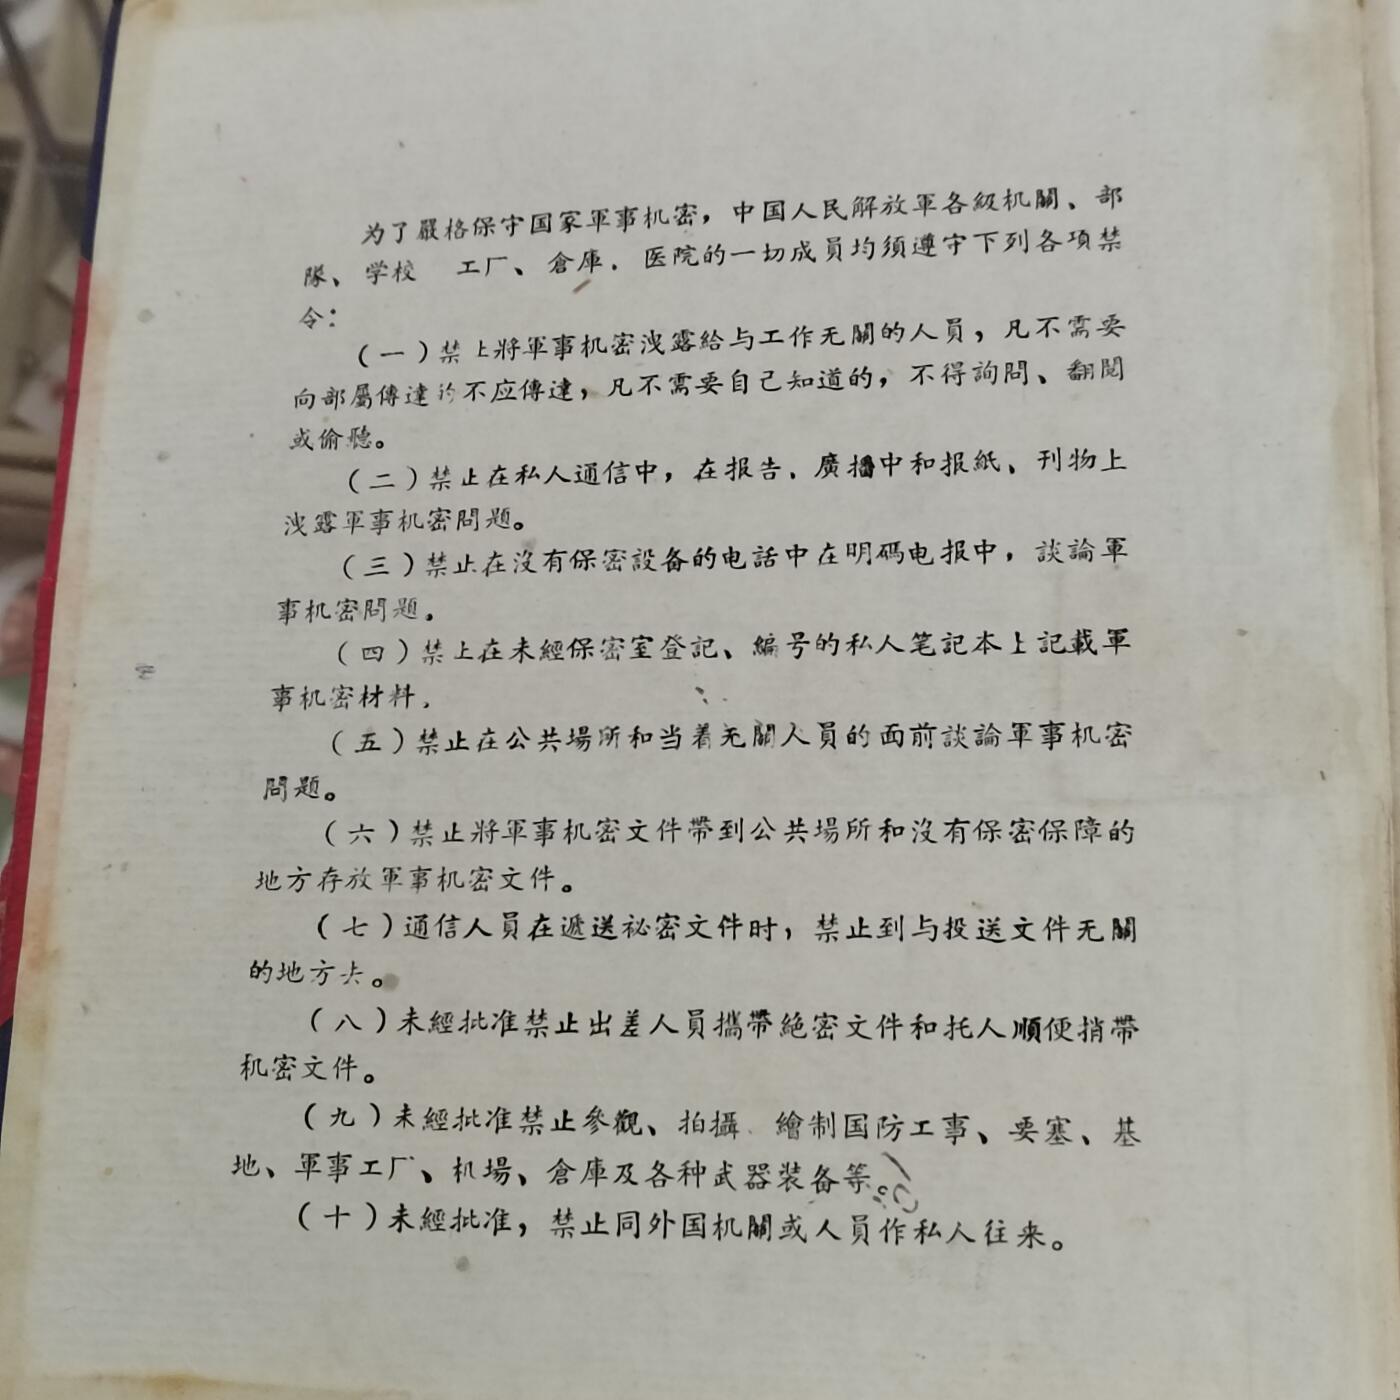 为了嚴格保守国家軍事机密，中国人民解放軍各級机關、部
隊、学校　工厂、倉庫．医院的一切成員均須遵守下列各項禁
令：
（一）禁止將軍事机密洩露給与工作无關的人員，凡不需要
向部屬傳達的不应傳達，凡不需要自己知道的，不得詢問、翻閱
或偷聽。
（二）禁止在私人通信中，在报告．廣播中和报紙、刊物上
洩露軍事机密問題。
（三）禁止在沒有保密設备的电話中在明碼电报中，談論軍
事机密問題．
（四）禁止在未經保密室登記、編号的私人笔記本上記載軍
事机密材料．
（五）禁止在公共場所和当着无關人員的面前談論軍事机密
問題。
（六）禁止將軍事机密文件帶到公共場所和沒有保密保障的
地方存放軍事机密文件。
（七）通信人員在遞送祕密文件时，禁止到与投送文件无關
的地方去。
（八）未經批准禁止出差人員攜帶絕密文件和托人順便捎帶
机密文件。
（九）未經批准禁止參觀、拍攝．繪制国防工事、要塞、基
地、軍事工厂、机場、倉庫及各种武器装备等。
（十）未經批准，禁止同外国机關或人員作私人往来。